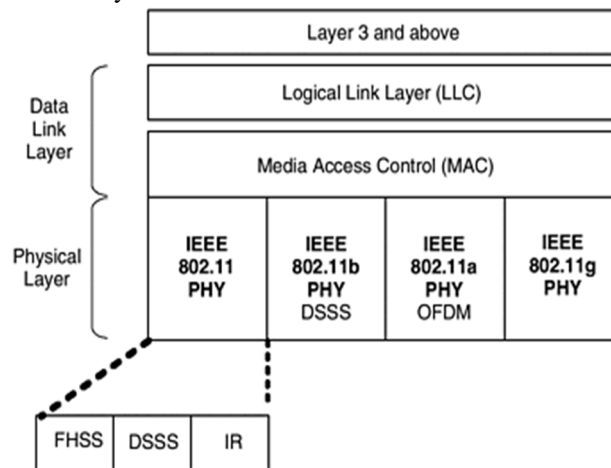 Layer 3 and above
Logical Link Layer (LLC)
Data
Link
Layer
Media Access Control (MAC)
Physical
Layer
IEEE
802.11
PHY
IEEE
802.11b
PHY
DSSS
IEEE
802.11a
PHY
OFDM
IEEE
802.11g
PHY
FHSS
DSSS
IR